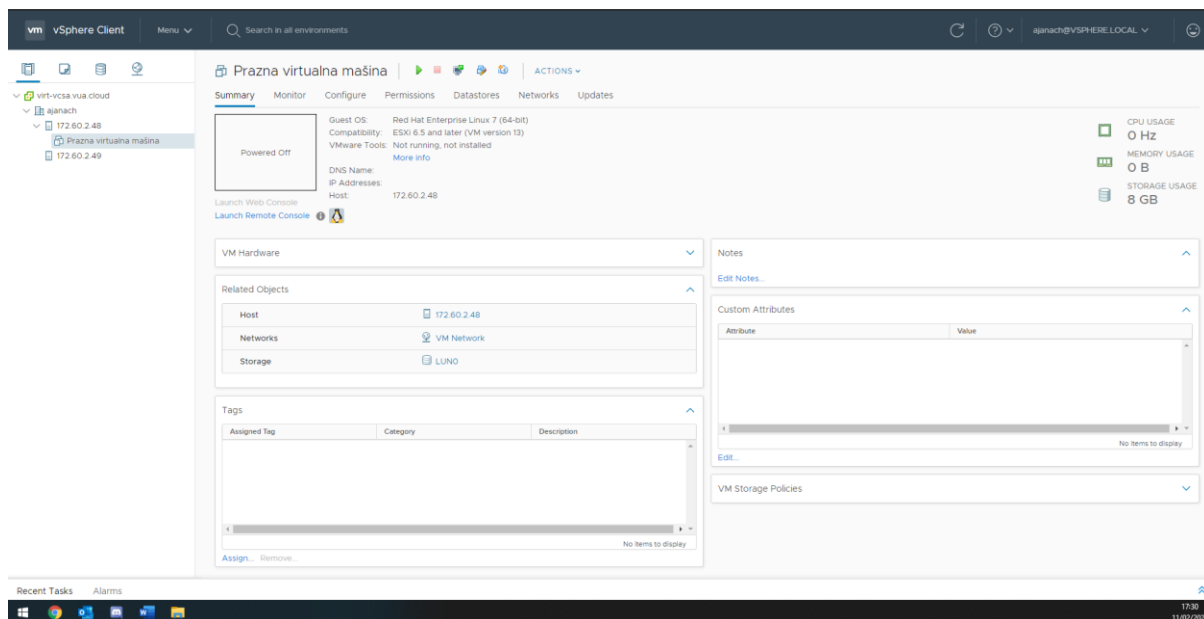 vm vSphere Client Menu Search in all environments ajanach@VSPHERE.LOCAL
virt-vcsa.vua.cloud
ajanach
172.60.2.48
Prazna virtualna mašina
172.60.2.49
Prazna virtualna mašina ACTIONS
Summary Monitor Configure Permissions Datastores Networks Updates
Powered Off
Launch Web Console
Launch Remote Console
Guest OS: Red Hat Enterprise Linux 7 (64-bit)
Compatibility: ESXi 6.5 and later (VM version 13)
VMware Tools: Not running, not installed
More info
DNS Name:
IP Addresses:
Host: 172.60.2.48
CPU USAGE
0 Hz
MEMORY USAGE
0 B
STORAGE USAGE
8 GB
VM Hardware
Related Objects
Host 172.60.2.48
Networks VM Network
Storage LUN0
Tags
Assigned Tag Category Description
No items to display
Assign... Remove...
Notes
Edit Notes...
Custom Attributes
Attribute Value
No items to display
Edit...
VM Storage Policies
Recent Tasks Alarms
17:30